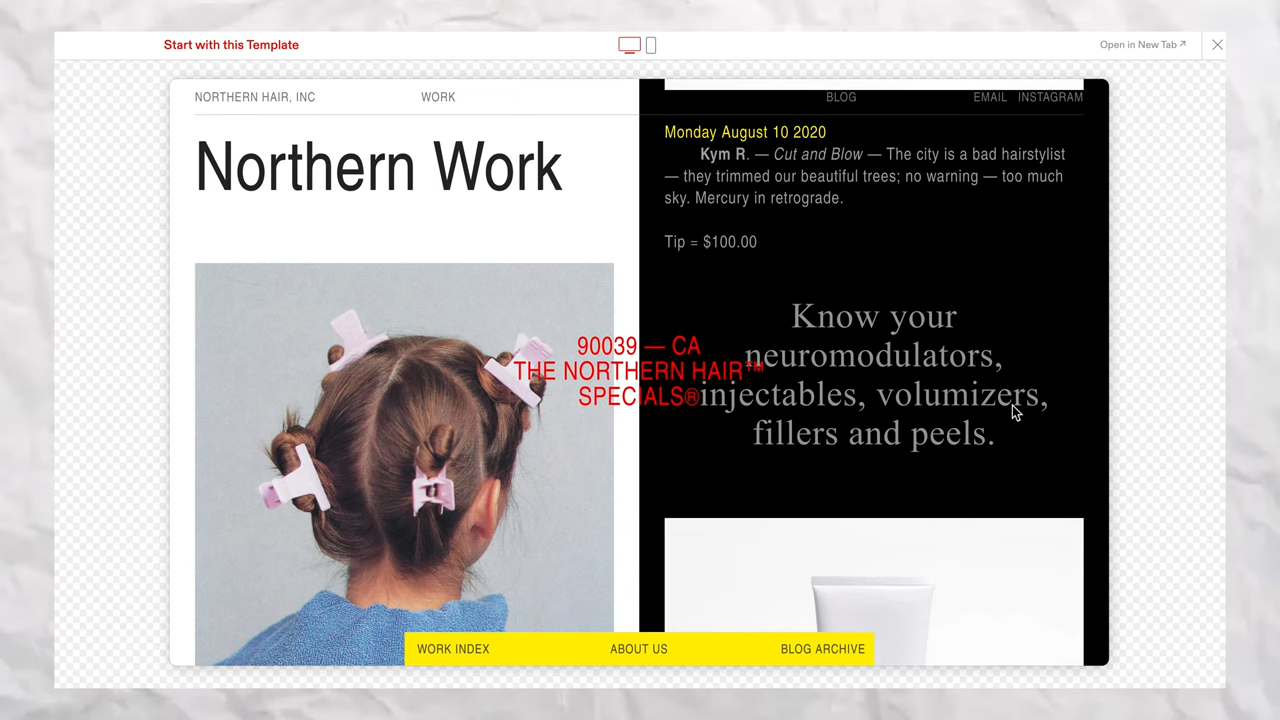 Start with this Template
Open in New Tab ↗
NORTHERN HAIR, INC
WORK
BLOG
EMAIL
INSTAGRAM
Northern Work
Monday August 10 2020
Kym R. — Cut and Blow — The city is a bad hairstylist
— they trimmed our beautiful trees; no warning — too much
sky. Mercury in retrograde.
Tip = $100.00
90039 — CA
THE NORTHERN HAIR™
SPECIALS®
Know your
neuromodulators,
injectables, volumizers,
fillers and peels.
WORK INDEX
ABOUT US
BLOG ARCHIVE